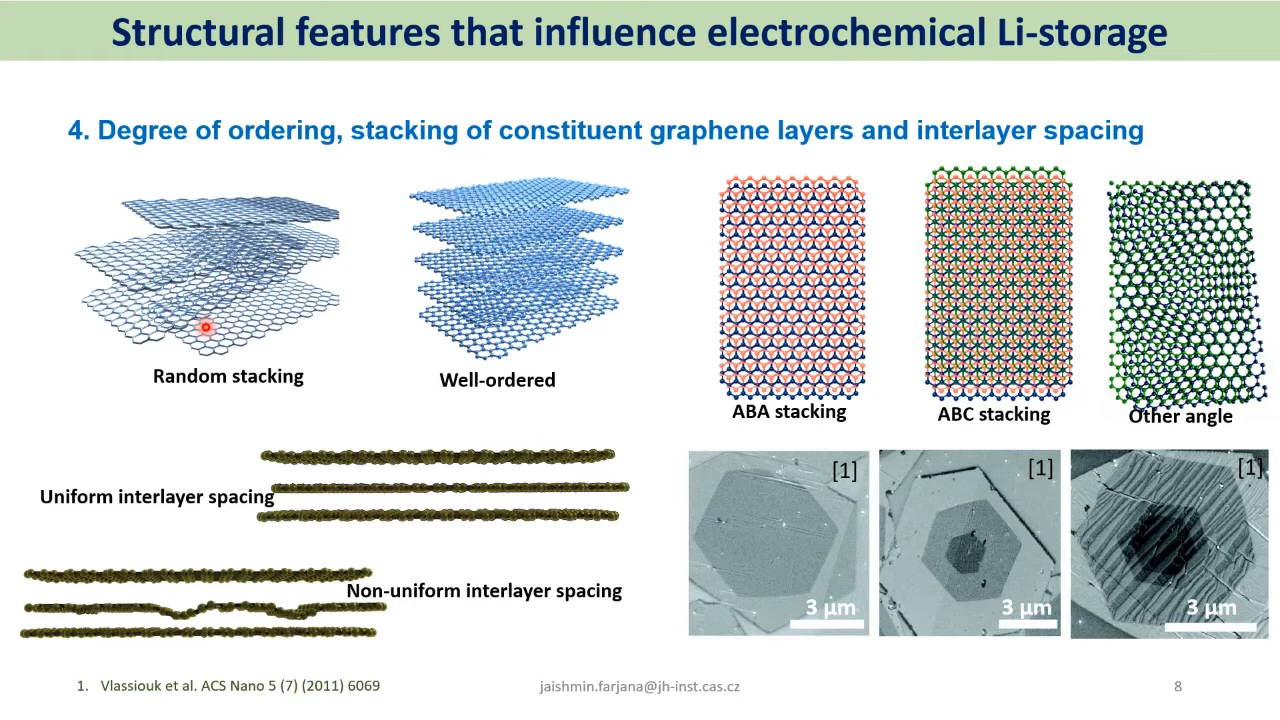 Structural features that influence electrochemical Li-storage
4. Degree of ordering, stacking of constituent graphene layers and interlayer spacing
Random stacking
Well-ordered
ABA stacking
ABC stacking
Other angle
Uniform interlayer spacing
Non-uniform interlayer spacing
[1]
[1]
[1]
3 µm
3 µm
3 µm
1. Vlassiouk et al. ACS Nano 5 (7) (2011) 6069
jaishmin.farjana@jh-inst.cas.cz
8